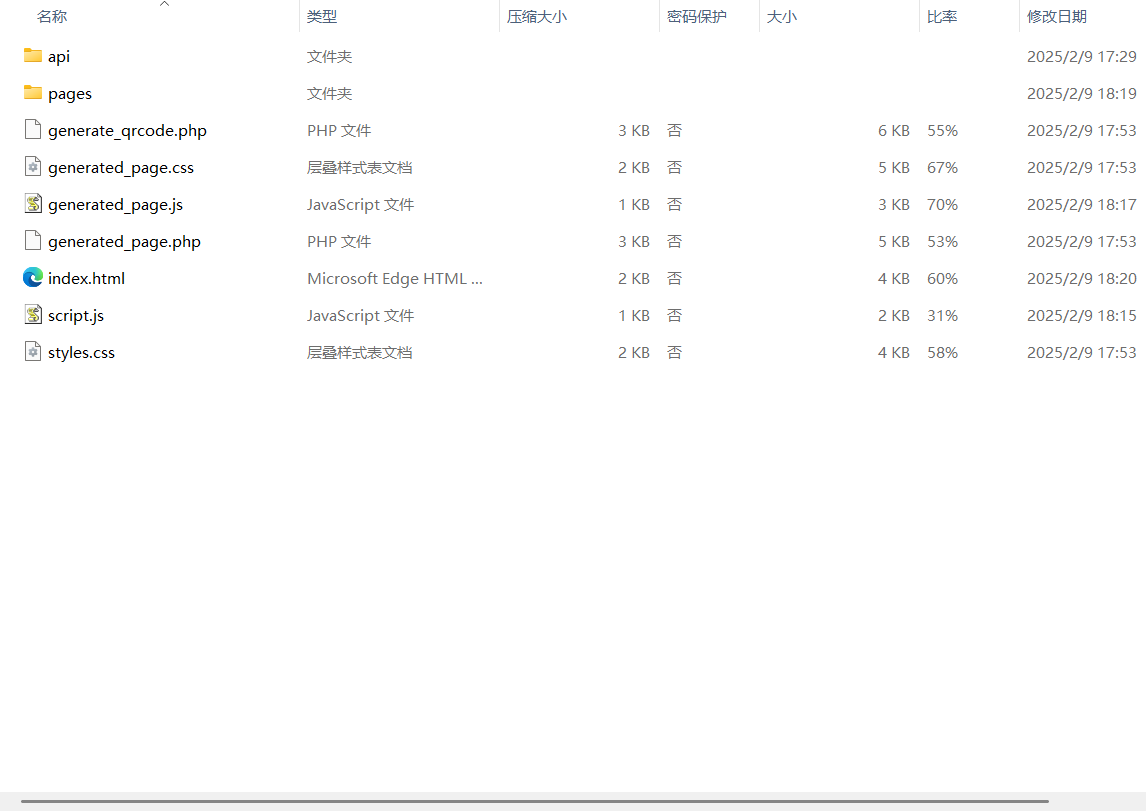 名称 类型 压缩大小 密码保护 大小 比率 修改日期
api 文件夹 2025/2/9 17:29
pages 文件夹 2025/2/9 18:19
generate_qrcode.php PHP 文件 3 KB 否 6 KB 55% 2025/2/9 17:53
generated_page.css 层叠样式表文档 2 KB 否 5 KB 67% 2025/2/9 17:53
generated_page.js JavaScript 文件 1 KB 否 3 KB 70% 2025/2/9 18:17
generated_page.php PHP 文件 3 KB 否 5 KB 53% 2025/2/9 17:53
index.html Microsoft Edge HTML ... 2 KB 否 4 KB 60% 2025/2/9 18:20
script.js JavaScript 文件 1 KB 否 2 KB 31% 2025/2/9 18:15
styles.css 层叠样式表文档 2 KB 否 4 KB 58% 2025/2/9 17:53